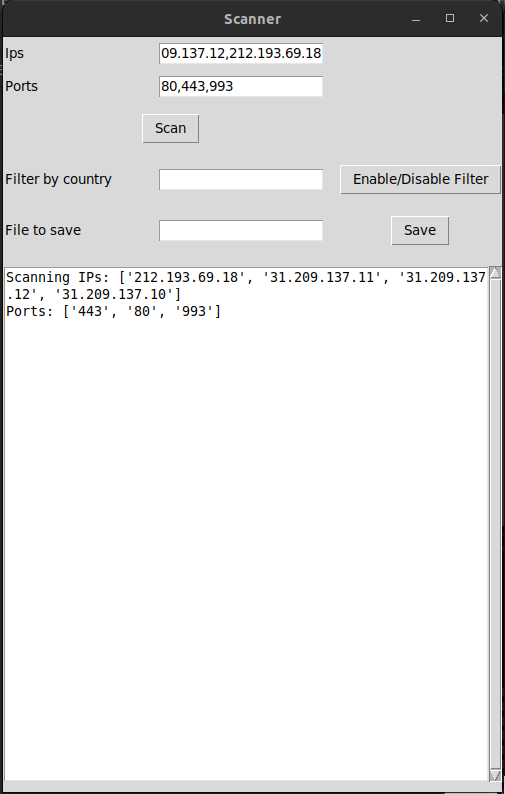 Scanner
Ips 09.137.12,212.193.69.18
Ports 80,443,993
Scan
Filter by country Enable/Disable Filter
File to save Save
Scanning IPs: ['212.193.69.18', '31.209.137.11', '31.209.137
.12', '31.209.137.10']
Ports: ['443', '80', '993']